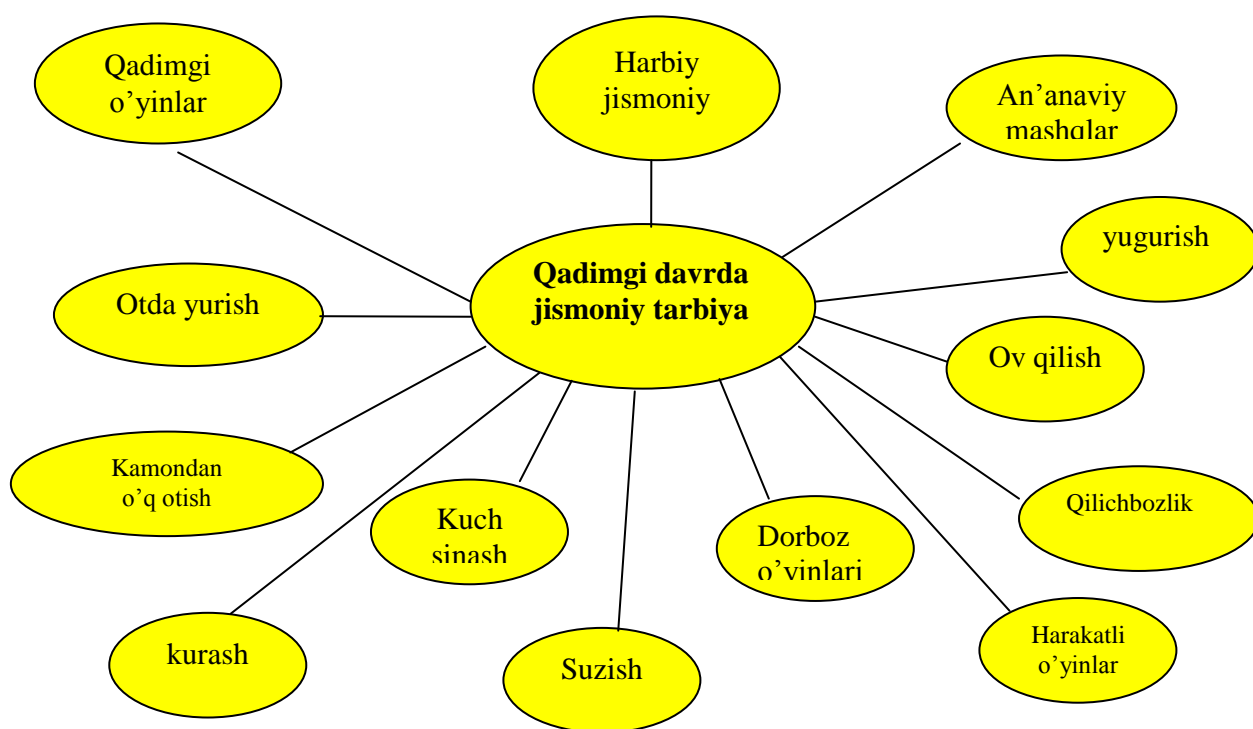 Qadimgi
o’yinlar
Harbiy
jismoniy
An’anaviy
mashqlar
yugurish
Qadimgi davrda
jismoniy tarbiya
Otda yurish
Ov qilish
Kamondan
o’q otish
Kuch
sinash
Dorboz
o’yinlari
Qilichbozlik
kurash
Suzish
Harakatli
o’yinlar